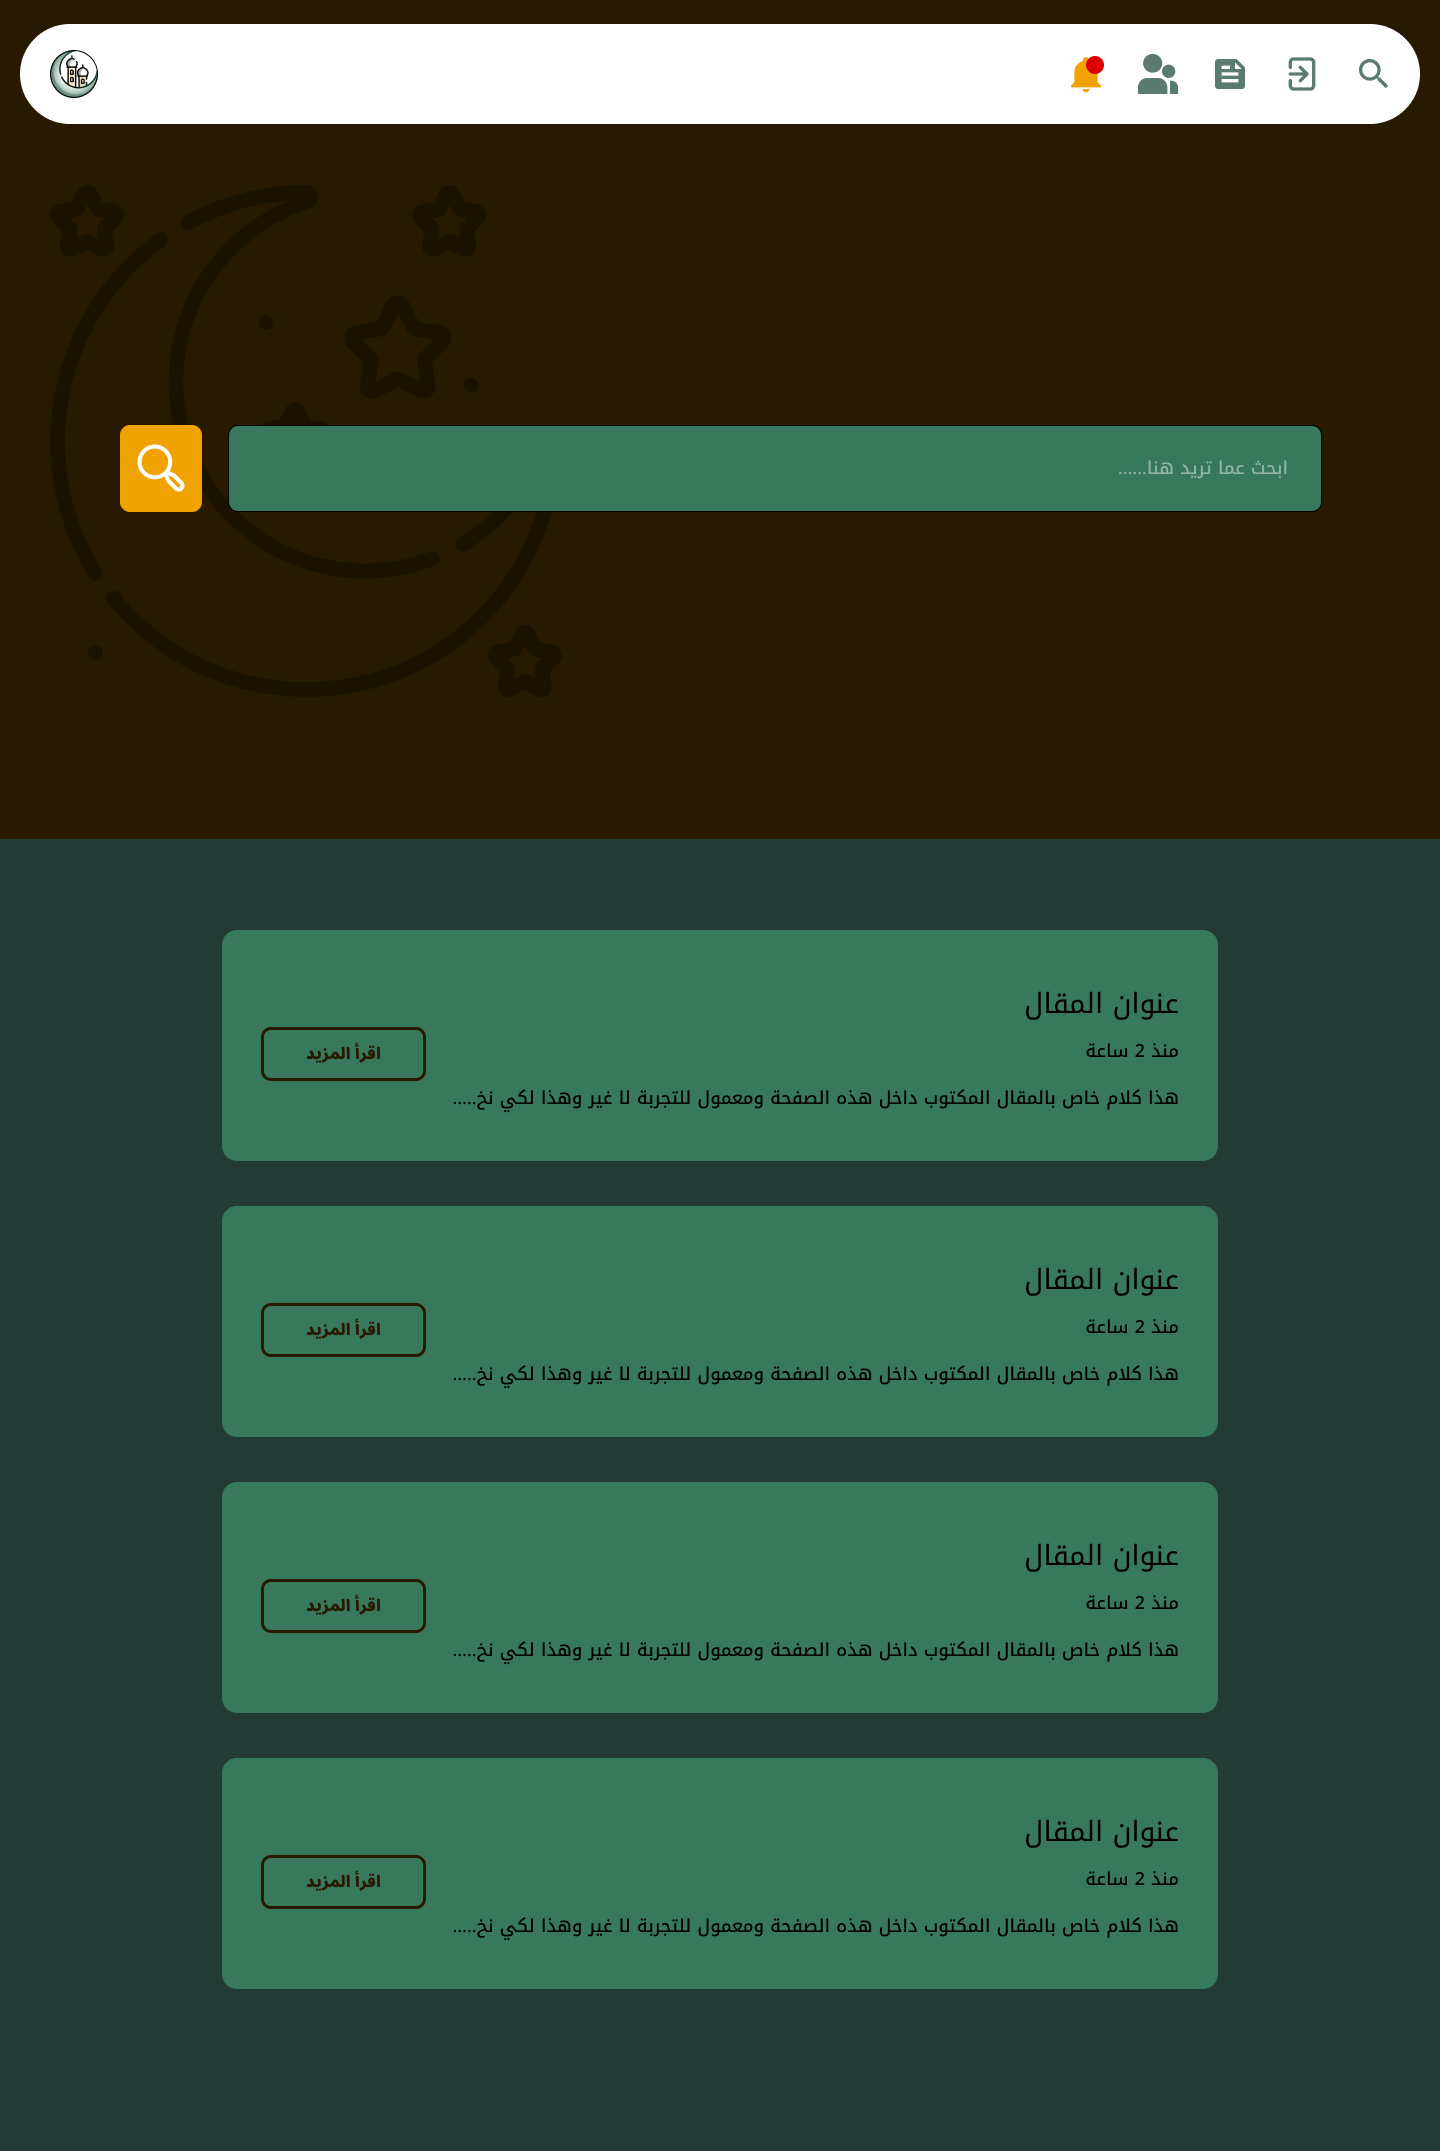 ابحث عما تريد هنا......
عنوان المقال
منذ 2 ساعة
هذا كلام خاص بالمقال المكتوب داخل هذه الصفحة ومعمول للتجربة لا غير وهذا لكي نخ.....
اقرأ المزيد
عنوان المقال
منذ 2 ساعة
هذا كلام خاص بالمقال المكتوب داخل هذه الصفحة ومعمول للتجربة لا غير وهذا لكي نخ.....
اقرأ المزيد
عنوان المقال
منذ 2 ساعة
هذا كلام خاص بالمقال المكتوب داخل هذه الصفحة ومعمول للتجربة لا غير وهذا لكي نخ.....
اقرأ المزيد
عنوان المقال
منذ 2 ساعة
هذا كلام خاص بالمقال المكتوب داخل هذه الصفحة ومعمول للتجربة لا غير وهذا لكي نخ.....
اقرأ المزيد